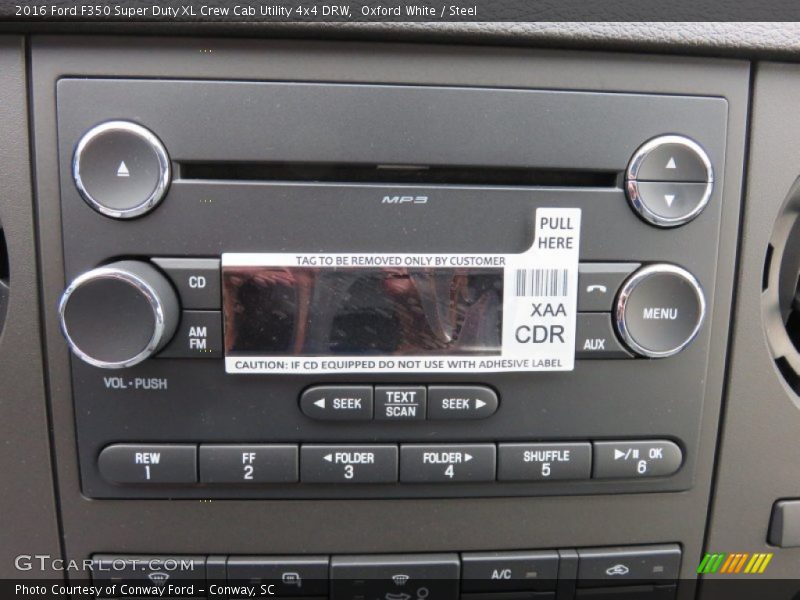 2016 Ford F350 Super Duty XL Crew Cab Utility 4x4 DRW, Oxford White / Steel
MP3
PULL
HERE
TAG TO BE REMOVED ONLY BY CUSTOMER
CD
XAA
MENU
AM
FM
CDR
AUX
CAUTION: IF CD EQUIPPED DO NOT USE WITH ADHESIVE LABEL
VOL - PUSH
◄ SEEK
TEXT
SCAN
SEEK ►
REW
1
FF
2
◄ FOLDER
3
FOLDER ►
4
SHUFFLE
5
►/II OK
6
A/C
GTCarLot.com
Photo Courtesy of Conway Ford – Conway, SC